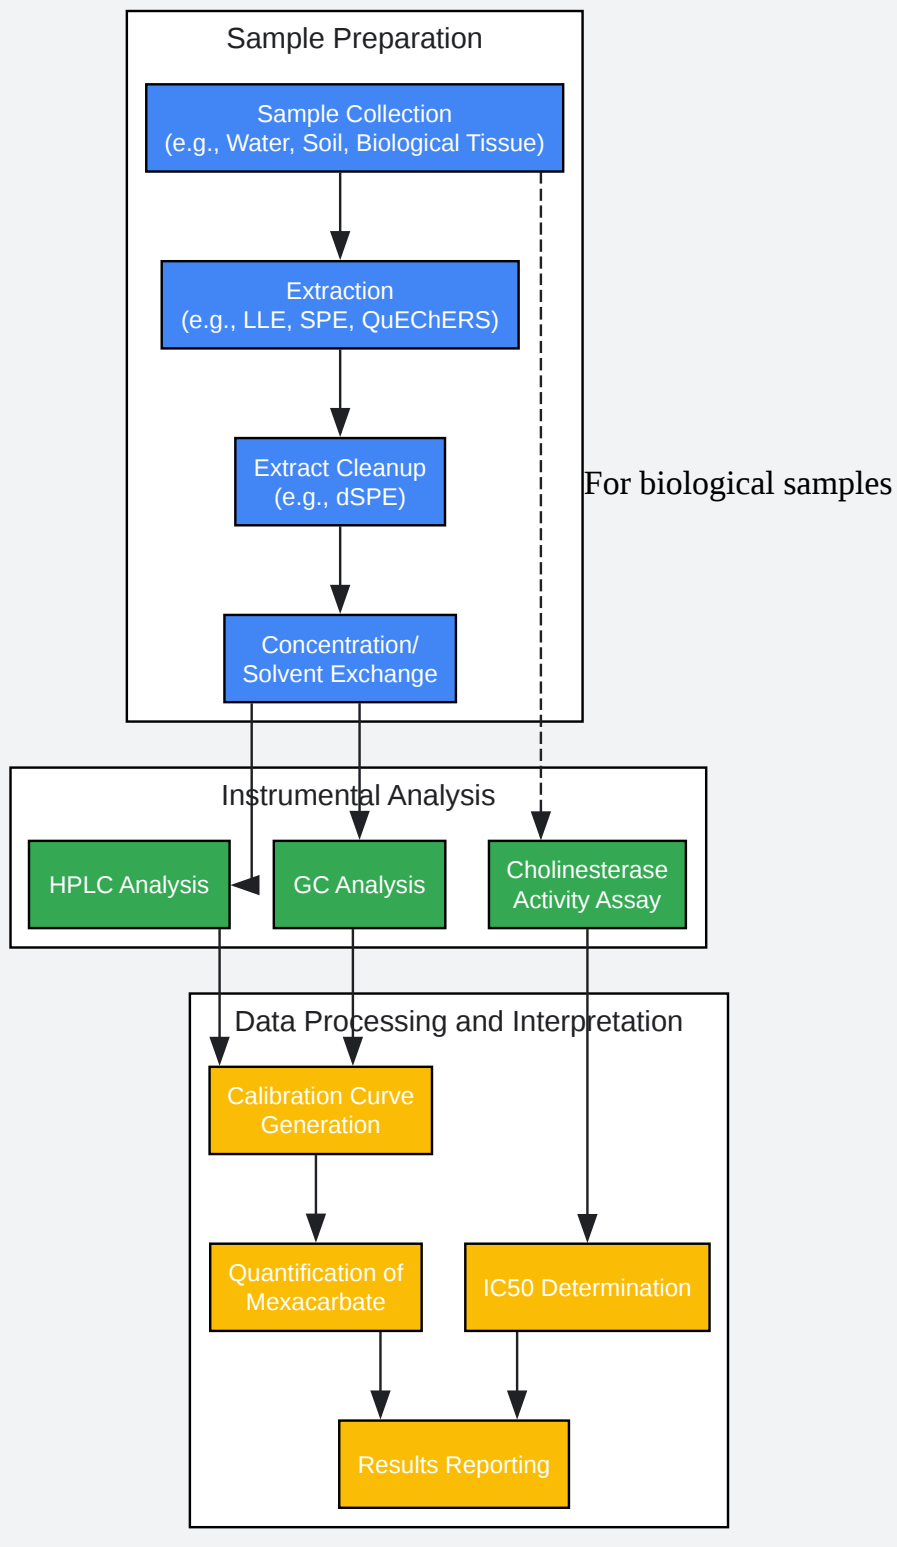 Sample Preparation
Sample Collection
(e.g., Water, Soil, Biological Tissue)
Extraction
(e.g., LLE, SPE, QuEChERS)
Extract Cleanup
(e.g., dSPE)
For biological samples
Concentration/
Solvent Exchange
Instrumental Analysis
HPLC Analysis
GC Analysis
Cholinesterase
Activity Assay
Data Processing and Interpretation
Calibration Curve
Generation
Quantification of
Mexacarbate
IC50 Determination
Results Reporting